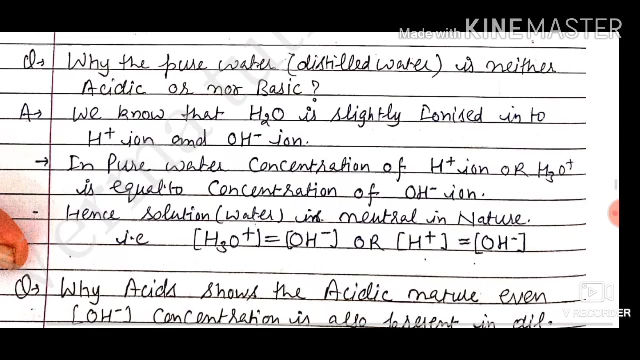 Made with KINEMASTER
Q→ Why the pure water (distilled water) is neither
Acidic or nor Basic?
A→ We know that H₂O is slightly Ionised in to
H⁺ ion and OH⁻ ion.
→ In Pure water Concentration of H⁺ ion OR H₃O⁺
is equal to Concentration of OH⁻ ion.
- Hence solution (water) is neutral in Nature.
i.e [H₃O⁺] = [OH⁻] OR [H⁺] = [OH⁻]
Q→ Why Acids shows the Acidic nature even
[OH⁻] Concentration is also present in dil.
V RECORDER